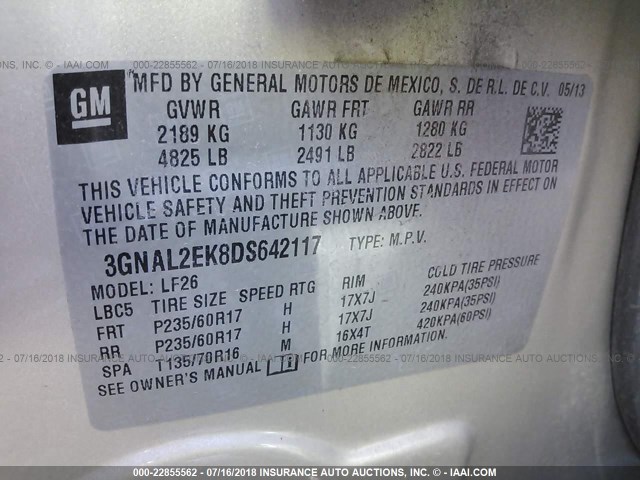 000-22855562 - 07/16/2018 INSURANCE AUTO AUCTIONS, INC. - © IAAI.COM
GM
MFD BY GENERAL MOTORS DE MEXICO, S. DE R.L. DE C.V. 05/13
GVWR GAWR FRT GAWR RR
2189 KG 1130 KG 1280 KG
4825 LB 2491 LB 2822 LB
THIS VEHICLE CONFORMS TO ALL APPLICABLE U.S. FEDERAL MOTOR
VEHICLE SAFETY AND THEFT PREVENTION STANDARDS IN EFFECT ON
THE DATE OF MANUFACTURE SHOWN ABOVE.
3GNAL2EK8DS642117 TYPE: M.P.V.
MODEL: LF26
LBC5 TIRE SIZE SPEED RTG RIM COLD TIRE PRESSURE
FRT P235/60R17 H 17X7J 240KPA(35PSI)
RR P235/60R17 H 17X7J 240KPA(35PSI)
SPA T135/70R16 M 16X4T 420KPA(60PSI)
SEE OWNER'S MANUAL FOR MORE INFORMATION.
000-22855562 - 07/16/2018 INSURANCE AUTO AUCTIONS, INC. - © IAAI.COM